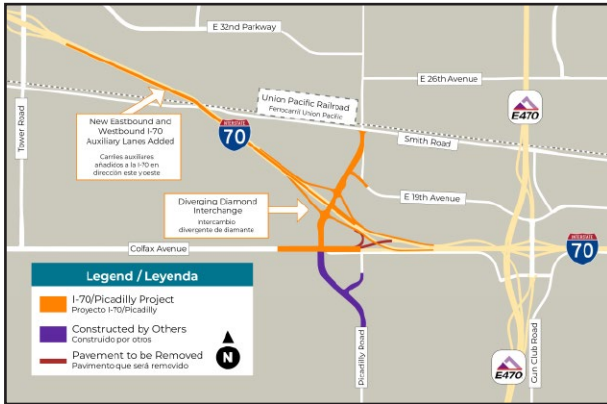 E 32nd Parkway
E 26th Avenue
Union Pacific Railroad
Ferrocarril Union Pacific
E470
Tower Road
New Eastbound and
Westbound I-70
Auxiliary Lanes Added
Carriles auxiliares
añadidos a la I-70 en
dirección este y oeste
INTERSTATE
70
Smith Road
Diverging Diamond
Interchange
Intercambio
divergente de diamante
E 19th Avenue
Colfax Avenue
INTERSTATE
70
Legend / Leyenda
I-70/Picadilly Project
Proyecto I-70/Picadilly
Constructed by Others
Construido por otros
Pavement to be Removed
Pavimento que será removido
N
Picadilly Road
Gun Club Road
E470